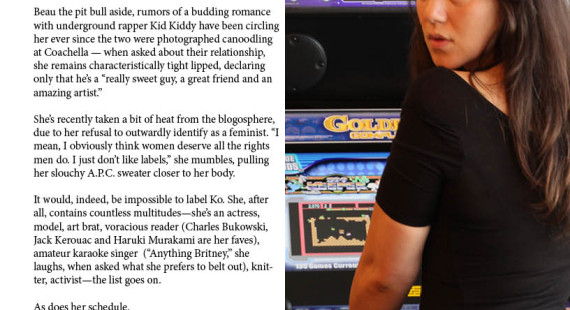 Beau the pit bull aside, rumors of a budding romance
with underground rapper Kid Kiddy have been circling
her ever since the two were photographed canoodling
at Coachella — when asked about their relationship,
she remains characteristically tight lipped, declaring
only that he's a “really sweet guy, a great friend and an
amazing artist.”
She's recently taken a bit of heat from the blogosphere,
due to her refusal to outwardly identify as a feminist. “I
mean, I obviously think women deserve all the rights
men do. I just don't like labels,” she mumbles, pulling
her slouchy A.P.C. sweater closer to her body.
It would, indeed, be impossible to label Ko. She, after
all, contains countless multitudes—she's an actress,
model, art brat, voracious reader (Charles Bukowski,
Jack Kerouac and Haruki Murakami are her faves),
amateur karaoke singer  (“Anything Britney,” she
laughs, when asked what she prefers to belt out), knit-
ter, activist—the list goes on.
As does her schedule.